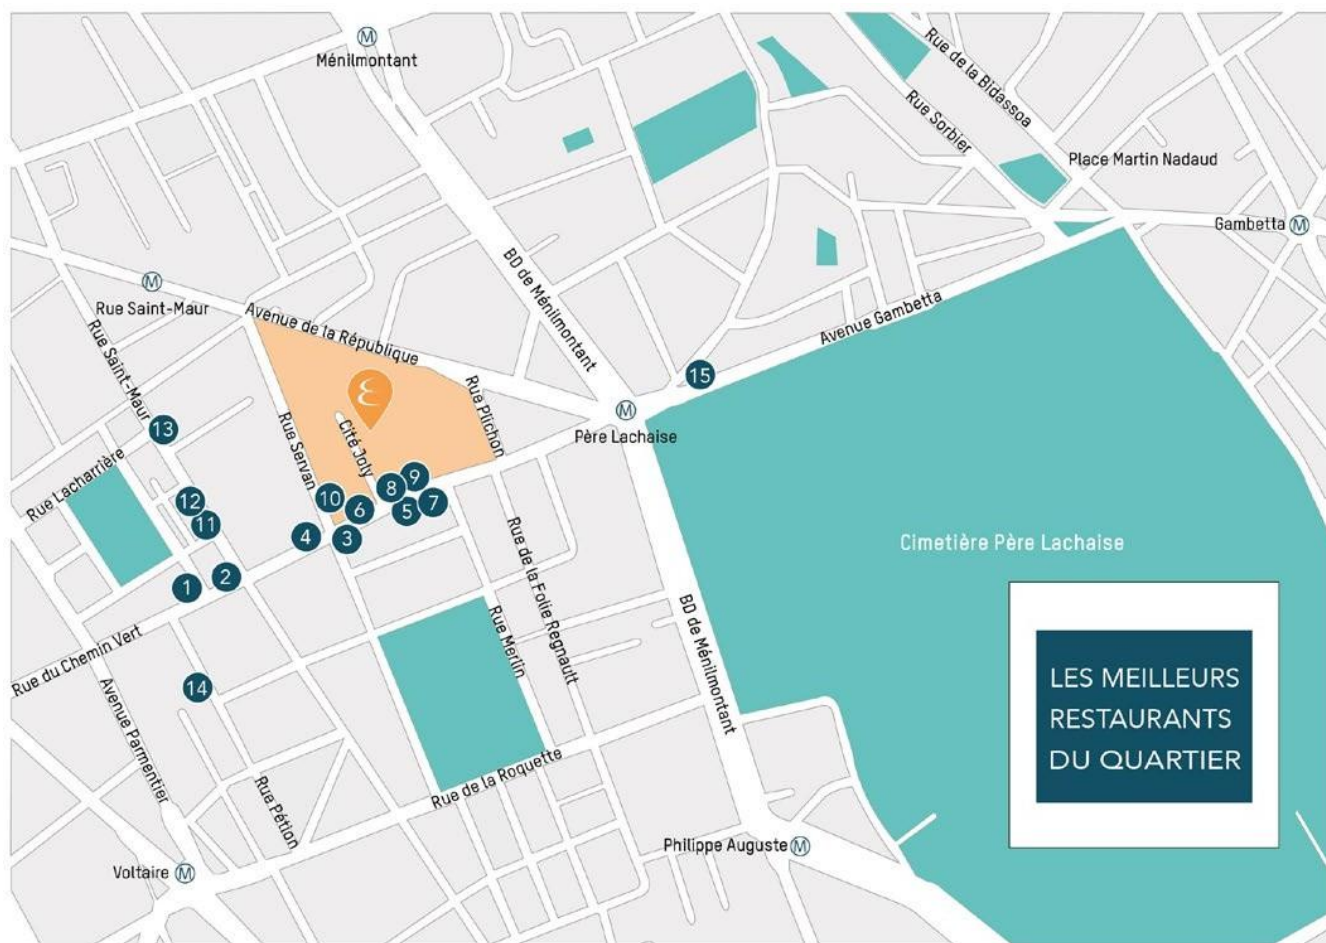 M
Ménilmontant
Rue de la Bidassoa
Rue Sorbier
Place Martin Nadaud
Gambetta M
BD de Ménilmontant
M
Rue Saint-Maur
Avenue de la République
Avenue Gambetta
Rue Saint-Maur
15
Rue Plichon
M
Père Lachaise
13
Rue Servan
Cité Joly
Rue Lacharrière
9
8
10
12
7
6
5
11
4
3
Cimetière Père Lachaise
2
1
Rue de la Folie Regnault
Rue Merlin
BD de Ménilmontant
Rue du Chemin Vert
14
LES MEILLEURS
RESTAURANTS
DU QUARTIER
Avenue Parmentier
Rue de la Roquette
Rue Pétion
Philippe Auguste M
Voltaire M